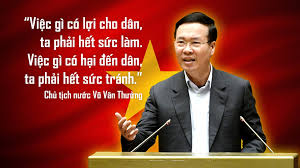 “Việc gì có lợi cho dân,
ta phải hết sức làm.
Việc gì có hại đến dân,
ta phải hết sức tránh.”
Chủ tịch nước Võ Văn Thưởng